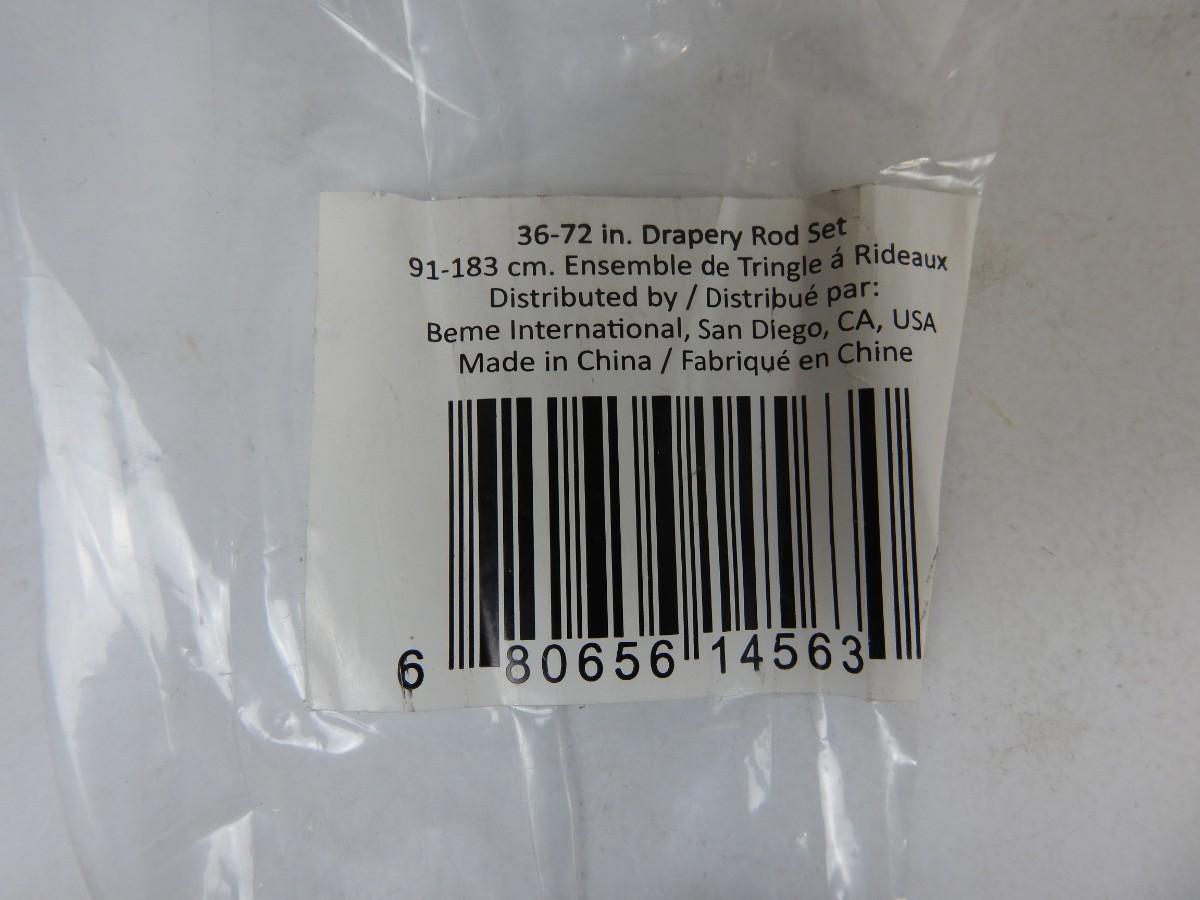 36-72 in. Drapery Rod Set
91-183 cm. Ensemble de Tringle á Rideaux
Distributed by / Distribué par:
Beme International, San Diego, CA, USA
Made in China / Fabriqué en Chine
6 80656 14563